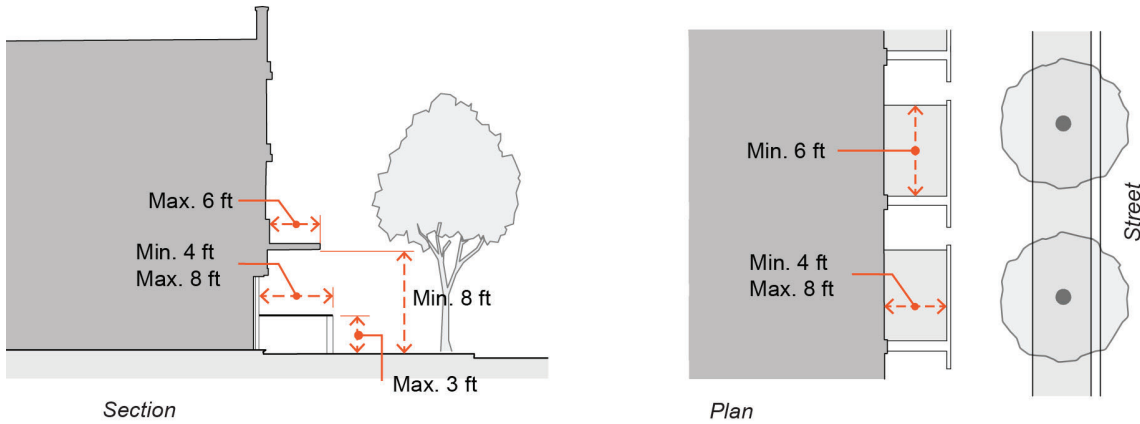 Max. 6 ft
Min. 4 ft
Max. 8 ft
Min. 8 ft
Max. 3 ft
Section
Min. 6 ft
Min. 4 ft
Max. 8 ft
Street
Plan